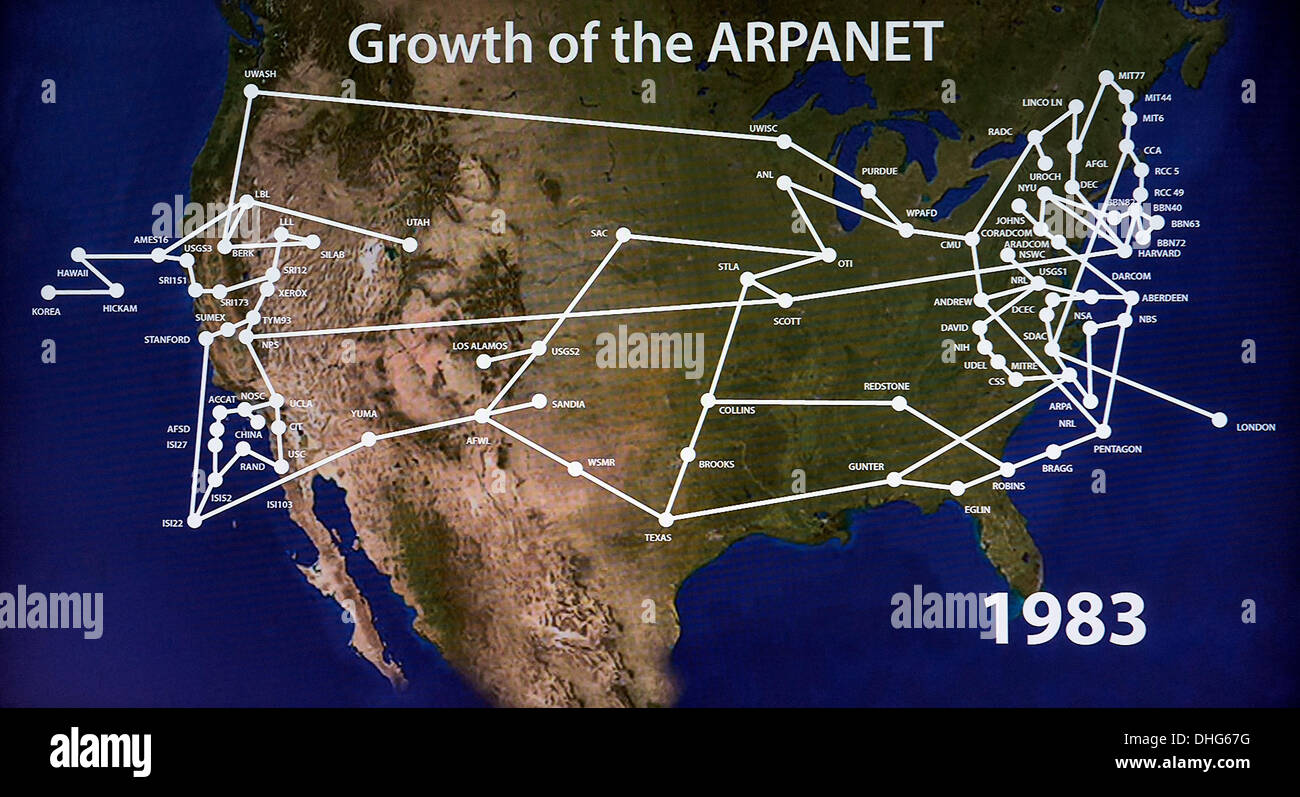 Growth of the ARPANET
UWASH
MIT77
MIT44
LINCO LN
MIT6
RADC
UWISC
CCA
AFGL
PURDUE
RCC 5
ANL
UROCH
DEC
NYU
RCC 49
LBL
BBN40
WPAFD
JOHNS
BBN63
UTAH
LLL
CORADCOM
SAC
AMES16
USGS3
CMU
ARADCOM
BBN72
BERK
SILAB
NSWC
HARVARD
HAWAII
OTI
STLA
SRI12
USGS1
DARCOM
SRI151
NRL
XEROX
ABERDEEN
KOREA
HICKAM
SRI173
ANDREW
SCOTT
DCEC
NSA
SUMEX
TYM93
NBS
STANFORD
NPS
DAVID
SDAC
LOS ALAMOS
USGS2
NIH
UDEL
MITRE
CSS
REDSTONE
ACCAT
NOSC
UCLA
SANDIA
COLLINS
ARPA
YUMA
NRL
AFSD
CHINA
CIT
LONDON
ISI27
AFWL
PENTAGON
USC
RAND
WSMR
BROOKS
GUNTER
BRAGG
ISI52
ISI103
ROBINS
EGLIN
ISI22
TEXAS
1983
alamy
alamy
Image ID: DHG67G
www.alamy.com